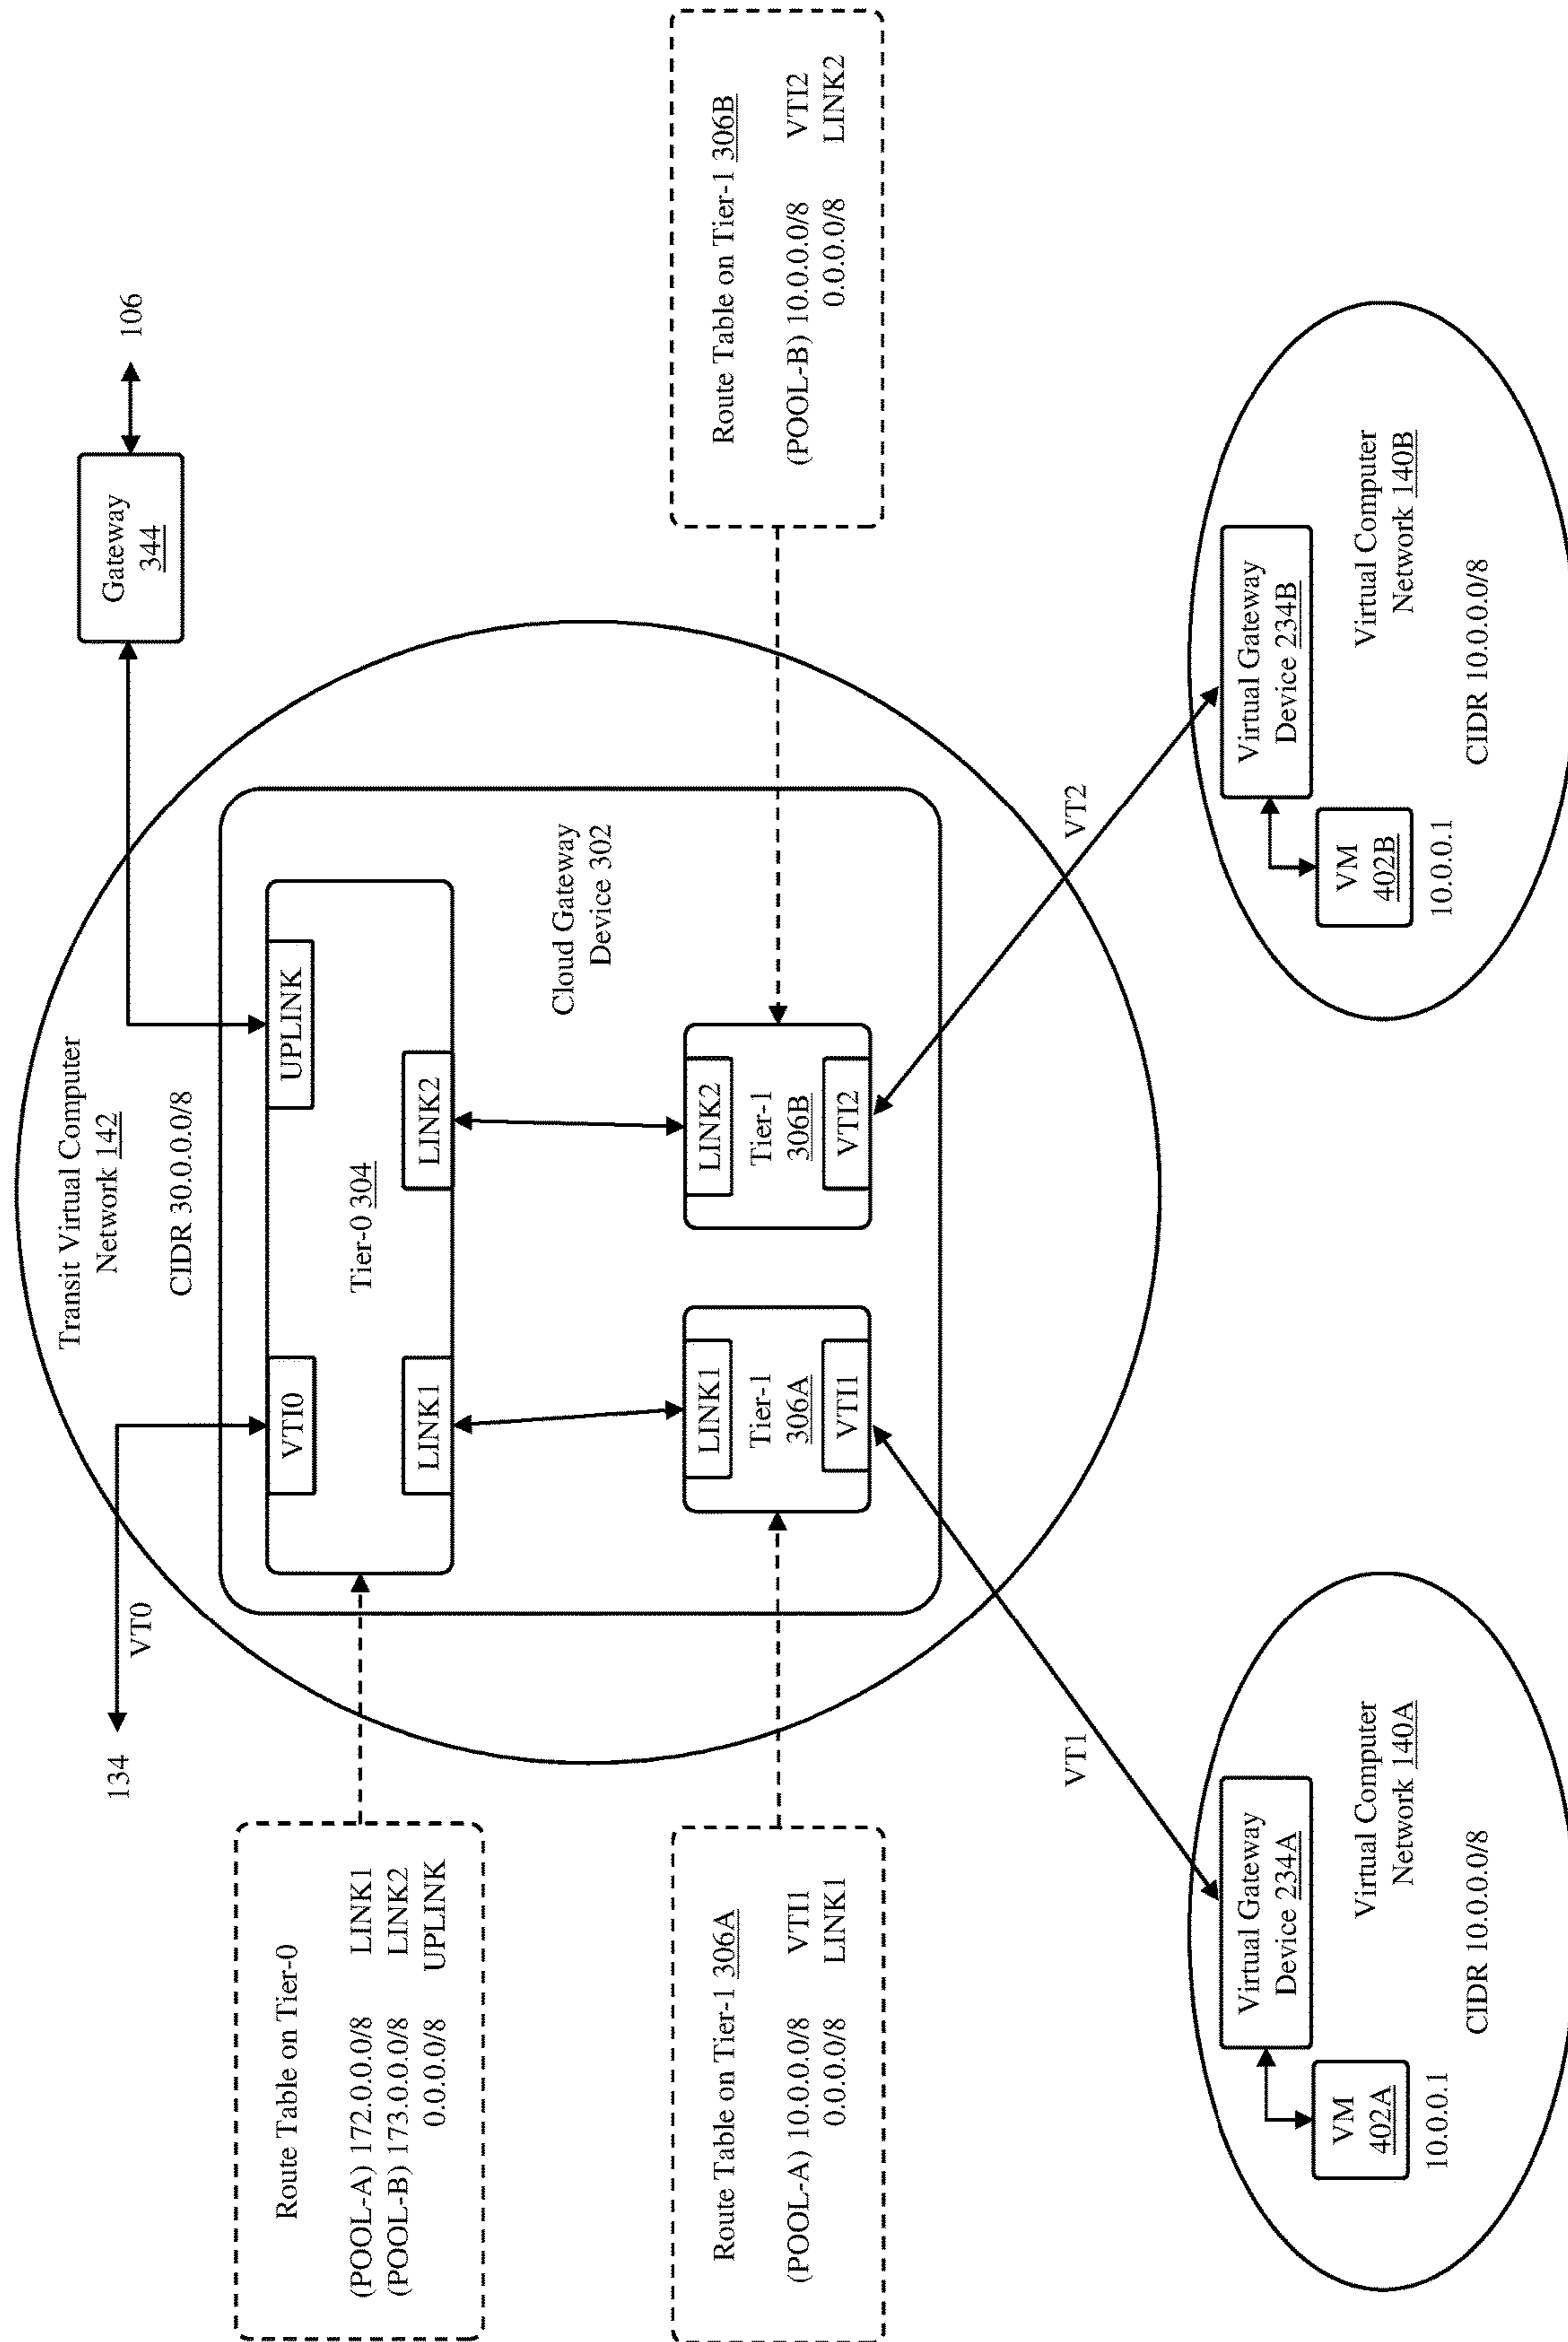 Transit Virtual Computer
Network 142
CIDR 30.0.0.0/8
134
VT0
Gateway
344
106
VTI0
UPLINK
Tier-0 304
LINK1
LINK2
Cloud Gateway
Device 302
LINK1
Tier-1
306A
VTI1
LINK2
Tier-1
306B
VTI2
Route Table on Tier-0
(POOL-A) 172.0.0.0/8 LINK1
(POOL-B) 173.0.0.0/8 LINK2
0.0.0.0/8 UPLINK
Route Table on Tier-1 306A
(POOL-A) 10.0.0.0/8 VTI1
0.0.0.0/8 LINK1
Route Table on Tier-1 306B
(POOL-B) 10.0.0.0/8 VTI2
0.0.0.0/8 LINK2
VT1
VT2
Virtual Gateway
Device 234A
VM
402A
10.0.0.1
Virtual Computer
Network 140A
CIDR 10.0.0.0/8
Virtual Gateway
Device 234B
VM
402B
10.0.0.1
Virtual Computer
Network 140B
CIDR 10.0.0.0/8